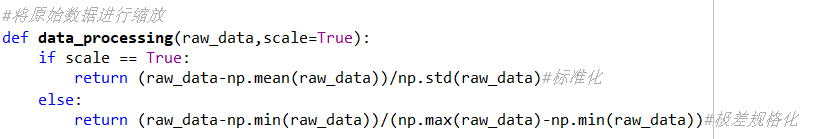 #将原始数据进行缩放
def data_processing(raw_data,scale=True):
    if scale == True:
        return (raw_data-np.mean(raw_data))/np.std(raw_data)#标准化
    else:
        return (raw_data-np.min(raw_data))/(np.max(raw_data)-np.min(raw_data))#极差规格化